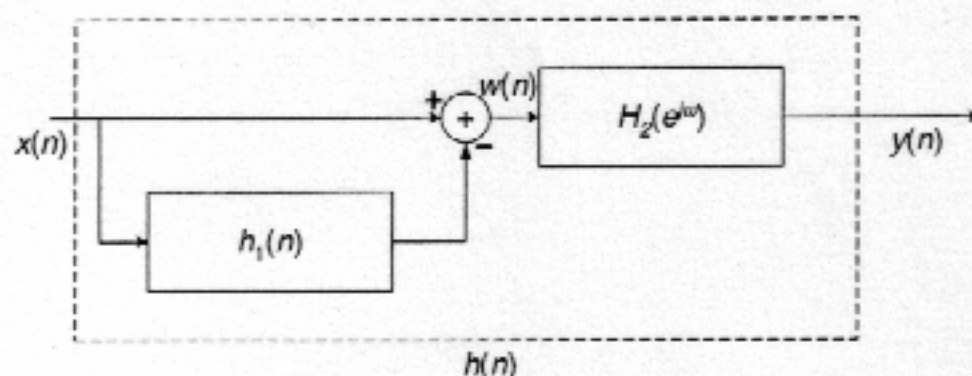 + w(n) H₂(e^jω)
+
x(n) − y(n)
h₁(n)
h(n)